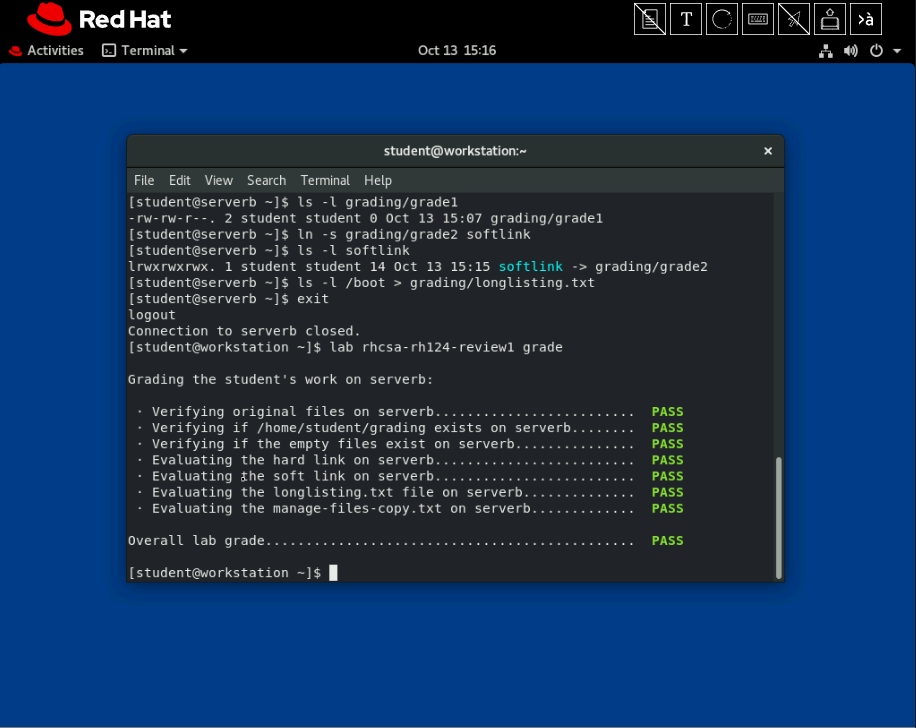 Red Hat
T
>à
Activities Terminal Oct 13 15:16
student@workstation:~ ×
File Edit View Search Terminal Help
[student@serverb ~]$ ls -l grading/grade1
-rw-rw-r--. 2 student student 0 Oct 13 15:07 grading/grade1
[student@serverb ~]$ ln -s grading/grade2 softlink
[student@serverb ~]$ ls -l softlink
lrwxrwxrwx. 1 student student 14 Oct 13 15:15 softlink -> grading/grade2
[student@serverb ~]$ ls -l /boot > grading/longlisting.txt
[student@serverb ~]$ exit
logout
Connection to serverb closed.
[student@workstation ~]$ lab rhcsa-rh124-review1 grade
Grading the student's work on serverb:
· Verifying original files on serverb......................... PASS
· Verifying if /home/student/grading exists on serverb........ PASS
· Verifying if the empty files exist on serverb............... PASS
· Evaluating the hard link on serverb......................... PASS
· Evaluating the soft link on serverb......................... PASS
· Evaluating the longlisting.txt file on serverb.............. PASS
· Evaluating the manage-files-copy.txt on serverb............. PASS
Overall lab grade.............................................. PASS
[student@workstation ~]$